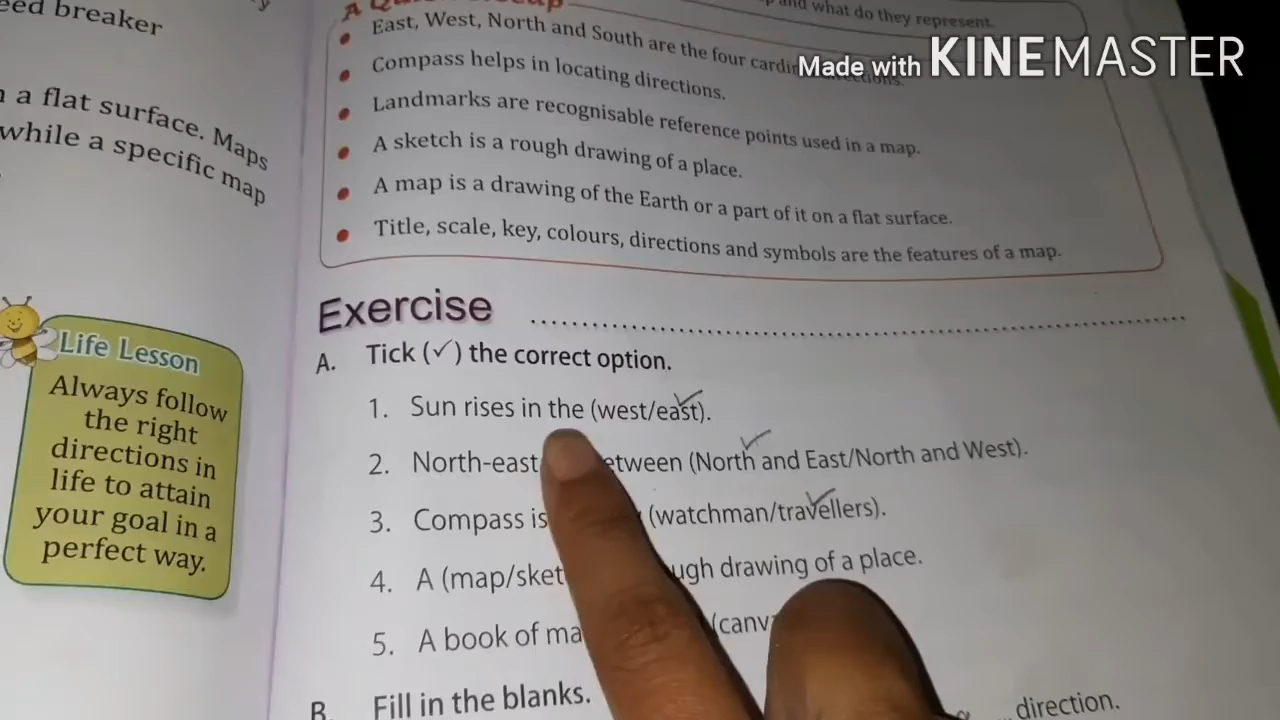 eed breaker
n a flat surface. Maps
while a specific map
Life Lesson
Always follow
the right
directions in
life to attain
your goal in a
perfect way.
and what do they represent.
A
East, West, North and South are the four
Compass helps in locating directions.
Landmarks are recognisable reference points used in a map.
A sketch is a rough drawing of a place.
A map is a drawing of the Earth or a part of it on a flat surface.
Title, scale, key, colours, directions and symbols are the features of a map.
Made with KINEMASTER
Exercise
A. Tick (✓) the correct option.
1. Sun rises in the (west/east).
2. North-east etween (North and East/North and West).
3. Compass is (watchman/travellers).
4. A (map/sket ugh drawing of a place.
5. A book of ma (canv
B. Fill in the blanks.
direction.